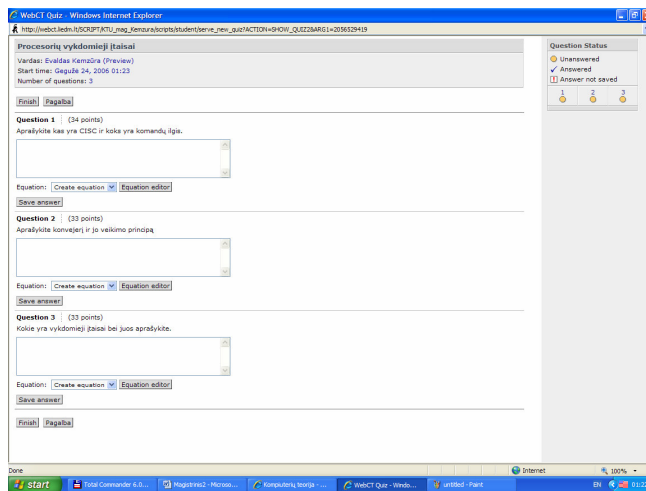 WebCT Quiz - Windows Internet Explorer
http://webct.liedm.lt/SCRIPT/KTU_mag_Kemzura/scripts/student/serve_new_quiz?ACTION=SHOW_QUIZ2&ARG1=2056529419
Procesorių vykdomieji įtaisai
Vardas: Evaldas Kemzūra (Preview)
Start time: Gegužė 24, 2006 01:23
Number of questions: 3
Finish Pagalba
Question 1 (34 points)
Aprašykite kas yra CISC ir koks yra komandų ilgis.
Equation: Create equation Equation editor
Save answer
Question 2 (33 points)
Aprašykite konvejerį ir jo veikimo principą
Equation: Create equation Equation editor
Save answer
Question 3 (33 points)
Kokie yra vykdomieji įtaisai bei juos aprašykite.
Equation: Create equation Equation editor
Save answer
Finish Pagalba
Question Status
Unanswered
Answered
Answer not saved
1 2 3
Done Internet 100%
start Total Commander 6.0... Magistrinis2 - Microso... Kompiuterių teorija - ... WebCT Quiz - Windo... untitled - Paint EN 01:22